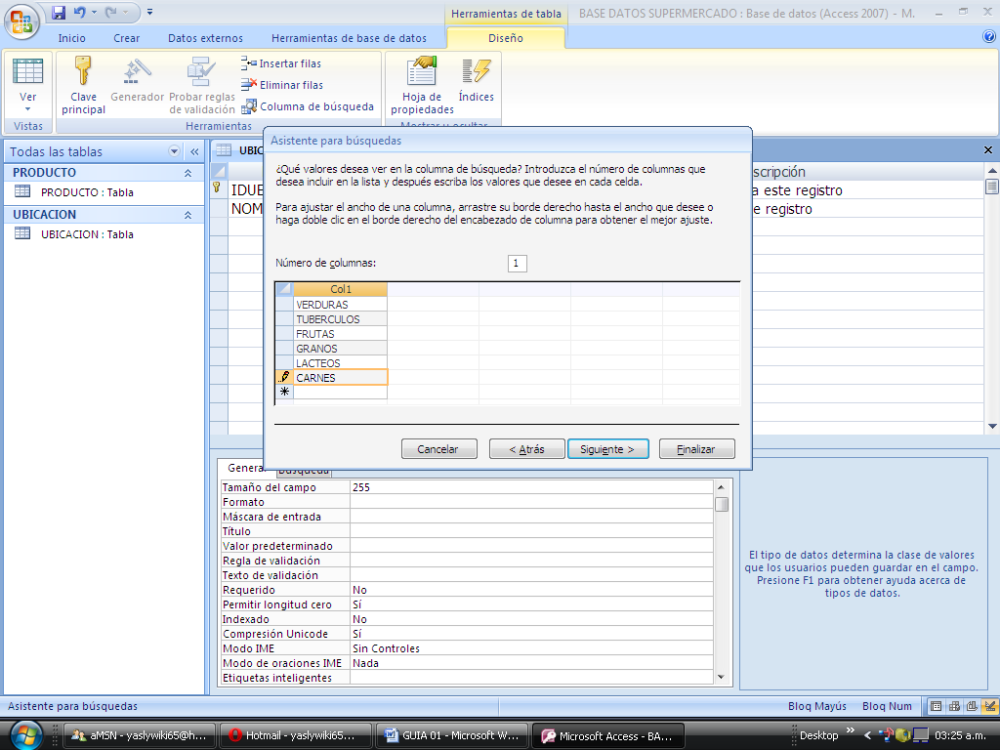 Herramientas de tabla
BASE DATOS SUPERMERCADO : Base de datos (Access 2007) - M.
Inicio
Crear
Datos externos
Herramientas de base de datos
Diseño
Ver
Vistas
Clave principal
Generador
Probar reglas de validación
Insertar filas
Eliminar filas
Columna de búsqueda
Herramientas
Hoja de propiedades
Índices
Mostrar u ocultar
Todas las tablas
PRODUCTO
PRODUCTO : Tabla
UBICACION
UBICACION : Tabla
UBIC
scripción
IDUE
a este registro
NOM
e registro
Asistente para búsquedas
¿Qué valores desea ver en la columna de búsqueda? Introduzca el número de columnas que
desea incluir en la lista y después escriba los valores que desee en cada celda.
Para ajustar el ancho de una columna, arrastre su borde derecho hasta el ancho que desee o
haga doble clic en el borde derecho del encabezado de columna para obtener el mejor ajuste.
Número de columnas:
1
Col1
VERDURAS
TUBERCULOS
FRUTAS
GRANOS
LACTEOS
CARNES
Cancelar
< Atrás
Siguiente >
Finalizar
General
Búsqueda
Tamaño del campo 255
Formato
Máscara de entrada
Título
Valor predeterminado
Regla de validación
Texto de validación
Requerido No
Permitir longitud cero Sí
Indexado No
Compresión Unicode Sí
Modo IME Sin Controles
Modo de oraciones IME Nada
Etiquetas inteligentes
El tipo de datos determina la clase de valores
que los usuarios pueden guardar en el campo.
Presione F1 para obtener ayuda acerca de
tipos de datos.
Asistente para búsquedas
Bloq Mayús
Bloq Num
aMSN - yaslywiki65@h...
Hotmail - yaslywiki65...
GUIA 01 - Microsoft W...
Microsoft Access - BA...
Desktop
03:25 a.m.